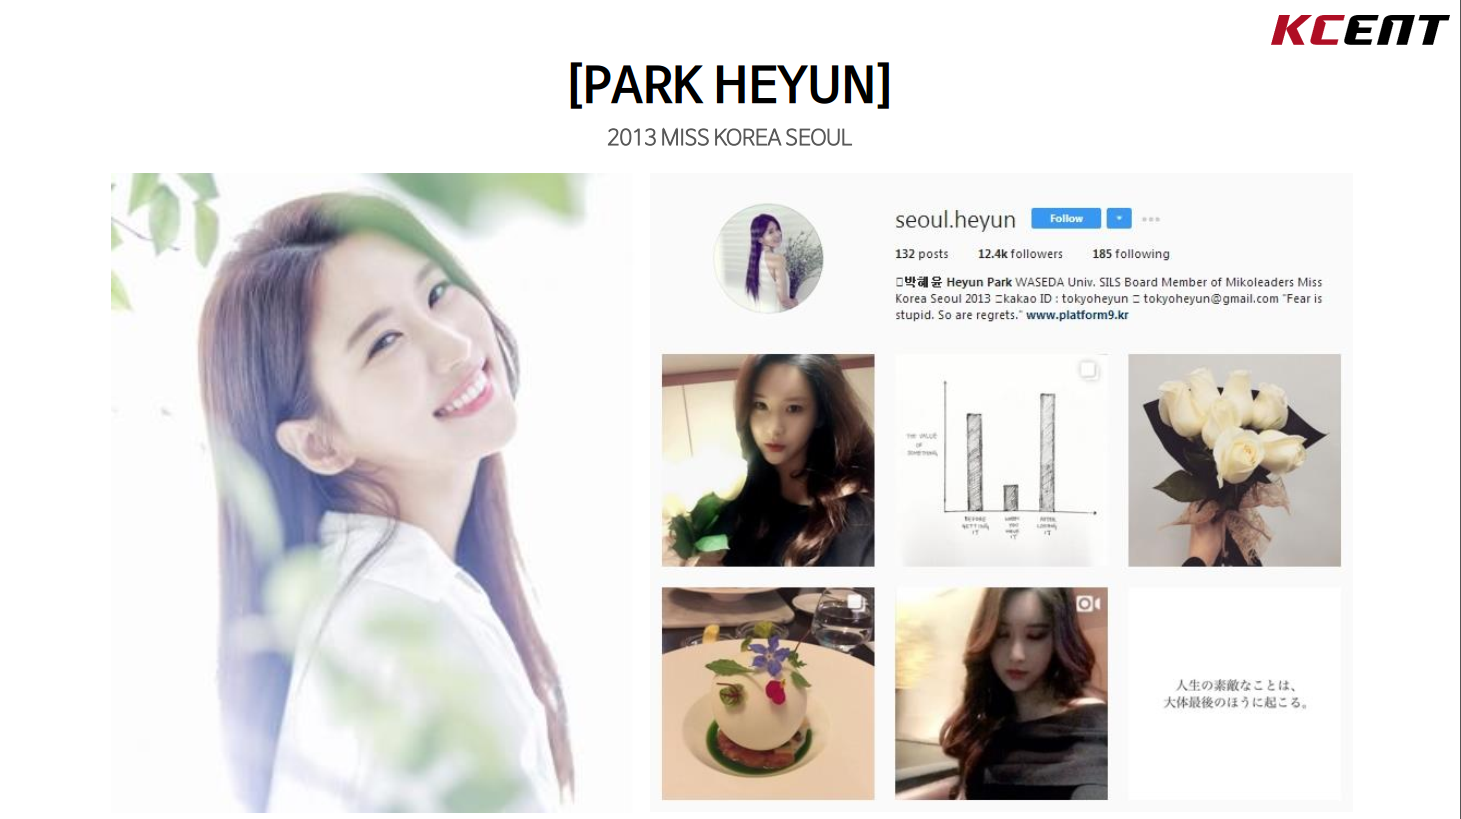 KCENT
[PARK HEYUN]
2013 MISS KOREA SEOUL
seoul.heyun
Follow
132 posts 12.4k followers 185 following
박혜윤 Heyun Park WASEDA Univ. SILS Board Member of Mikoleaders Miss
Korea Seoul 2013 kakao ID : tokyoheyun tokyoheyun@gmail.com "Fear is
stupid. So are regrets." www.platform9.kr
THE VALUE
OF
SOMETHING
BEFORE
GETTING
IT
WHEN
YOU
HAVE
IT
AFTER
LOSING
IT
人生の素敵なことは、
大体最後のほうに起こる。